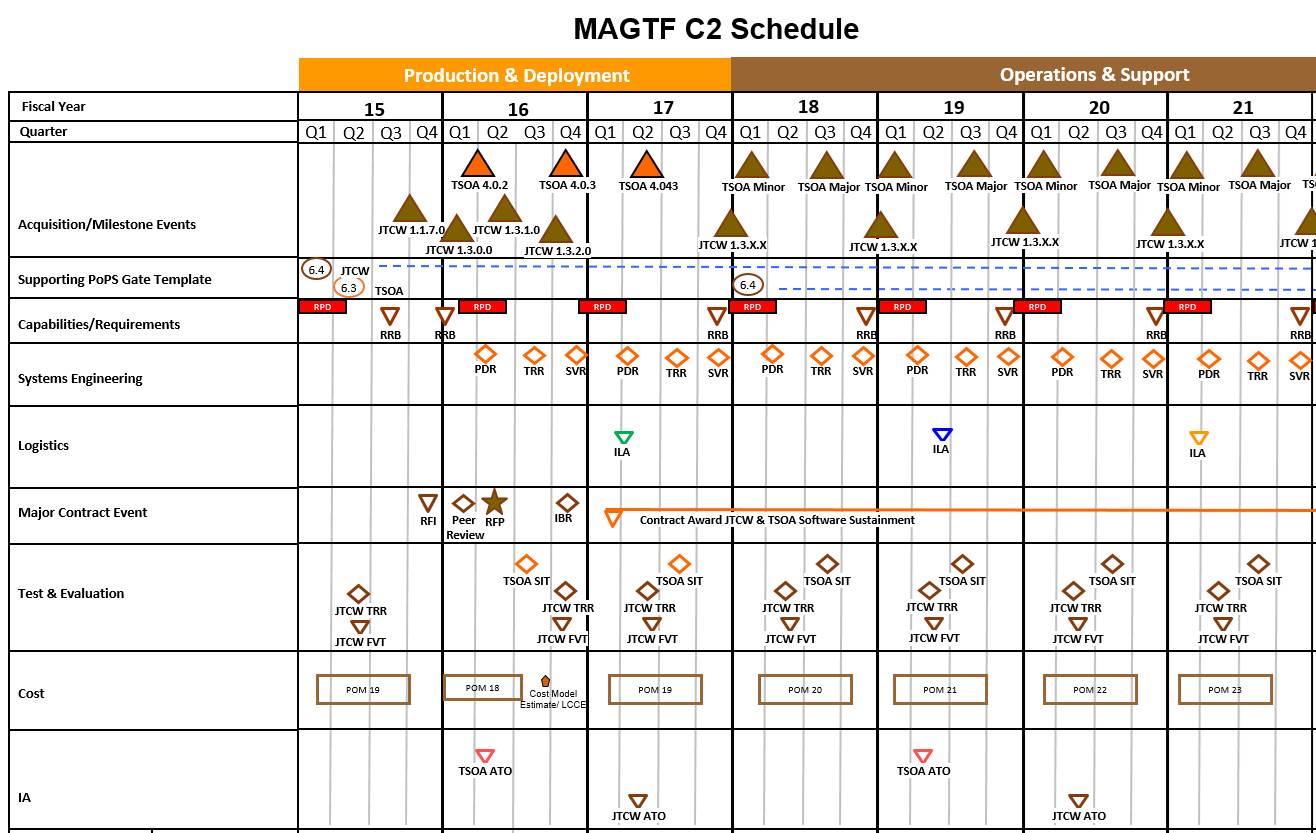 MAGTF C2 Schedule
Production & Deployment Operations & Support
Fiscal Year 15 16 17 18 19 20 21
Quarter Q1 Q2 Q3 Q4 Q1 Q2 Q3 Q4 Q1 Q2 Q3 Q4 Q1 Q2 Q3 Q4 Q1 Q2 Q3 Q4 Q1 Q2 Q3 Q4 Q1 Q2 Q3 Q4
TSOA 4.0.2 TSOA 4.0.3 TSOA 4.043 TSOA Minor TSOA Major TSOA Minor TSOA Major TSOA Minor TSOA Major TSOA Minor TSOA Major TS
Acquisition/Milestone Events
JTCW 1.1.7.0 JTCW 1.3.1.0
JTCW 1.3.0.0 JTCW 1.3.2.0 JTCW 1.3.X.X JTCW 1.3.X.X JTCW 1.3.X.X JTCW 1.3.X.X JTCW 1
Supporting PoPS Gate Template
6.4 JTCW
6.3 TSOA
6.4
Capabilities/Requirements
RPD RPD RPD RPD RPD RPD RPD
RRB RRB RRB RRB RRB RRB RRB
Systems Engineering
PDR TRR SVR PDR TRR SVR PDR TRR SVR PDR TRR SVR PDR TRR SVR PDR TRR SVR
Logistics
ILA ILA ILA
Major Contract Event
RFI Peer Review RFP IBR Contract Award JTCW & TSOA Software Sustainment
Test & Evaluation
TSOA SIT TSOA SIT TSOA SIT TSOA SIT TSOA SIT TSOA SIT
JTCW TRR JTCW TRR JTCW TRR JTCW TRR JTCW TRR JTCW TRR JTCW TRR
JTCW FVT JTCW FVT JTCW FVT JTCW FVT JTCW FVT JTCW FVT JTCW FVT
Cost
POM 19 POM 18 POM 19 POM 20 POM 21 POM 22 POM 23
Cost Model
Estimate/ LCCE
IA
TSOA ATO TSOA ATO
JTCW ATO JTCW ATO